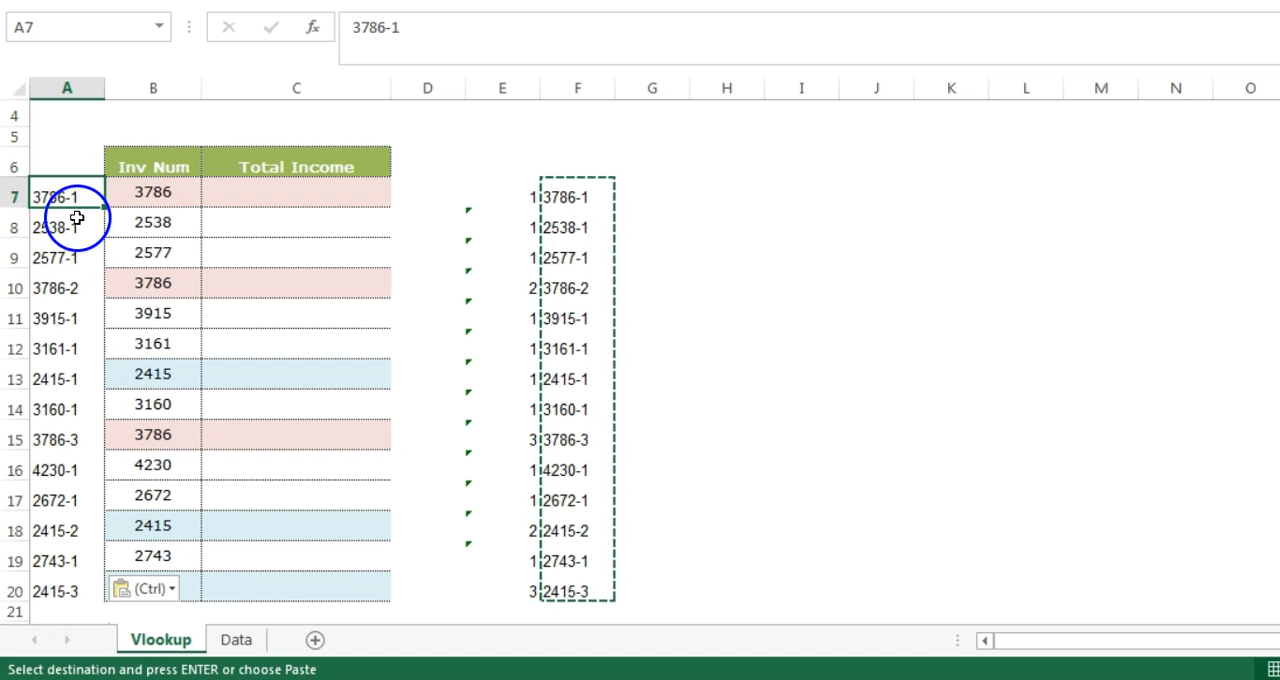 A7 fx 3786-1
A B C D E F G H I J K L M N O
4
5
6 Inv Num Total Income
7 3786-1 3786 1 3786-1
8 2538-1 2538 1 2538-1
9 2577-1 2577 1 2577-1
10 3786-2 3786 2 3786-2
11 3915-1 3915 1 3915-1
12 3161-1 3161 1 3161-1
13 2415-1 2415 1 2415-1
14 3160-1 3160 1 3160-1
15 3786-3 3786 3 3786-3
16 4230-1 4230 1 4230-1
17 2672-1 2672 1 2672-1
18 2415-2 2415 2 2415-2
19 2743-1 2743 1 2743-1
20 2415-3 (Ctrl) 3 2415-3
21
Vlookup Data
Select destination and press ENTER or choose Paste